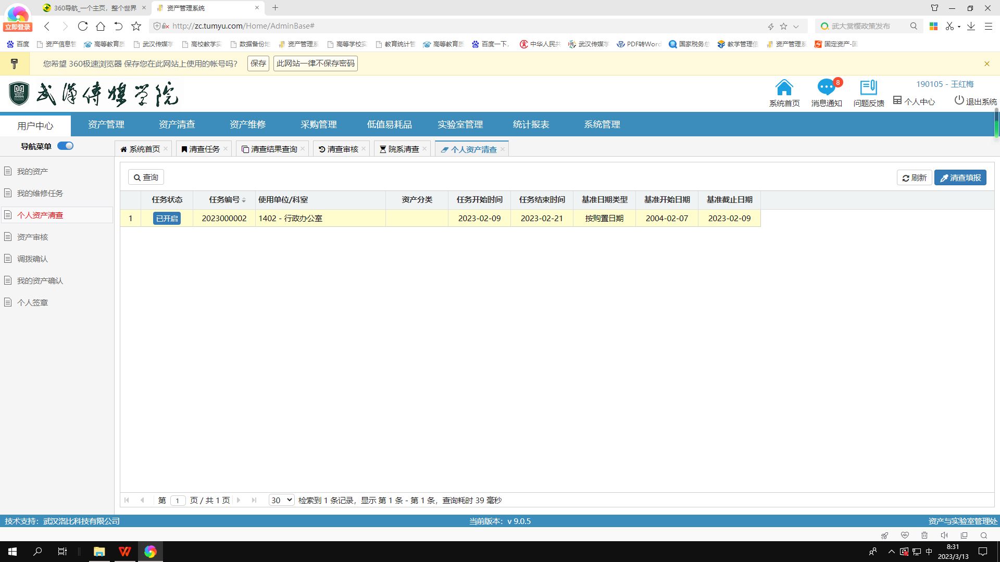 360导航_一个主页，整个世界
资产管理系统
立即登录
http://zc.tumyu.com/Home/AdminBase#
武大赏樱政策发布
百度
资产信息管
高等教育质
武汉传媒学
高校教学实
数据备份地
资产管理系
高等学校实
教育统计管
高等教育质
百度一下，
中华人民共
武汉传媒学
PDF转Word
国家税务总
教学管理信
资产管理系
固定资产-固
您希望 360极速浏览器 保存您在此网站上使用的帐号吗？
保存
此网站一律不保存密码
武汉传媒学院
系统首页
消息通知
8
问题反馈
190105 - 王红梅
个人中心
退出系统
用户中心
资产管理
资产清查
资产维修
采购管理
低值易耗品
实验室管理
统计报表
系统管理
导航菜单
系统首页
清查任务
清查结果查询
清查审核
院系清查
个人资产清查
我的资产
我的维修任务
个人资产清查
资产审核
调拨确认
我的资产确认
个人签章
查询
刷新
清查填报
任务状态 任务编号 使用单位/科室 资产分类 任务开始时间 任务结束时间 基准日期类型 基准开始日期 基准截止日期
1 已开启 2023000002 1402 - 行政办公室 2023-02-09 2023-02-21 按购置日期 2004-02-07 2023-02-09
第 1 页 / 共 1 页 30 检索到 1 条记录，显示 第 1 条 - 第 1 条，查询耗时 39 毫秒
技术支持：武汉洛比科技有限公司
当前版本：v 9.0.5
资产与实验室管理处
中
8:31
2023/3/13